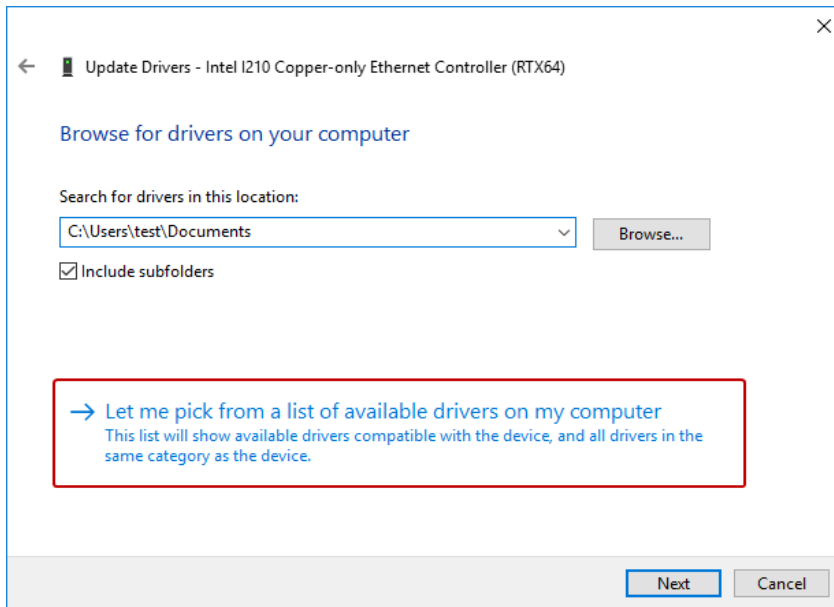 Update Drivers - Intel I210 Copper-only Ethernet Controller (RTX64)
Browse for drivers on your computer
Search for drivers in this location:
C:\Users\test\Documents
Browse...
Include subfolders
Let me pick from a list of available drivers on my computer
This list will show available drivers compatible with the device, and all drivers in the
same category as the device.
Next
Cancel